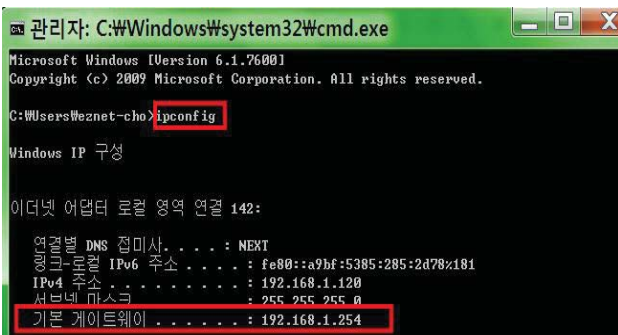 관리자: C:₩Windows₩system32₩cmd.exe
Microsoft Windows [Version 6.1.7600]
Copyright (c) 2009 Microsoft Corporation. All rights reserved.
C:₩Users₩eznet-cho>ipconfig
Windows IP 구성
이더넷 어댑터 로컬 영역 연결 142:
연결별 DNS 접미사. . . . : NEXT
링크-로컬 IPv6 주소 . . . . : fe80::a9bf:5385:285:2d78%181
IPv4 주소 . . . . . . . . . : 192.168.1.120
서브넷 마스크 . . . . . . . : 255.255.255.0
기본 게이트웨이 . . . . . . : 192.168.1.254